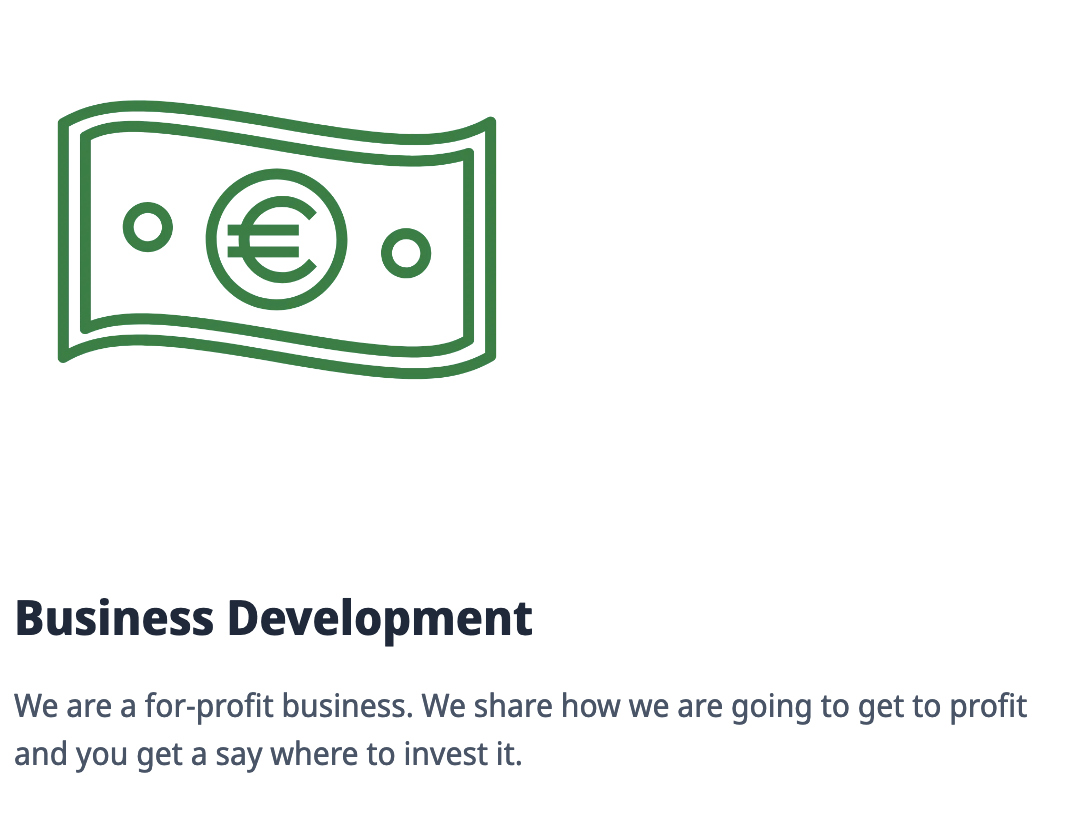 €
Business Development
We are a for-profit business. We share how we are going to get to profit
and you get a say where to invest it.